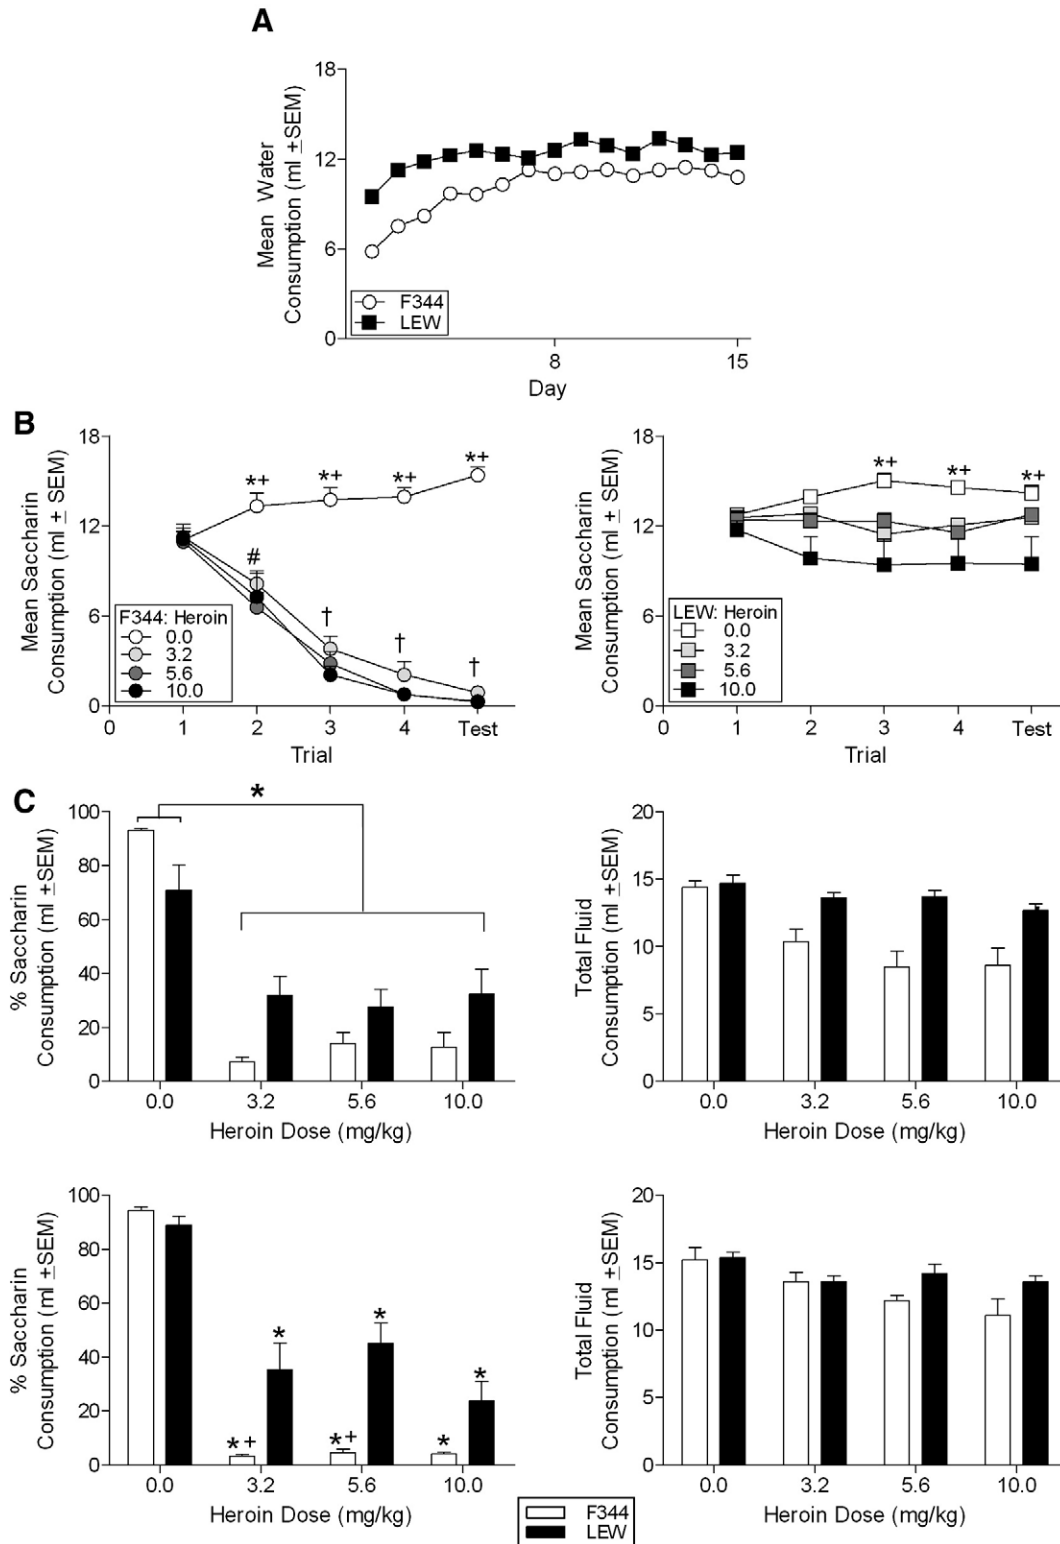 A
Mean Water
Consumption (ml ±SEM)
18
12
6
0
F344
LEW
8
15
Day
B
Mean Saccharin
Consumption (ml ± SEM)
18
12
6
0
*+
*+
*+
*+
#
†
†
†
F344: Heroin
0.0
3.2
5.6
10.0
0
1
2
3
4
Test
Trial
Mean Saccharin
Consumption (ml ± SEM)
18
12
6
0
*+
*+
*+
LEW: Heroin
0.0
3.2
5.6
10.0
0
1
2
3
4
Test
Trial
C
% Saccharin
Consumption (ml ±SEM)
100
80
60
40
20
0
*
0.0
3.2
5.6
10.0
Heroin Dose (mg/kg)
Total Fluid
Consumption (ml ±SEM)
20
15
10
5
0
0.0
3.2
5.6
10.0
Heroin Dose (mg/kg)
% Saccharin
Consumption (ml ±SEM)
100
80
60
40
20
0
*+
*
*+
*
*
*
0.0
3.2
5.6
10.0
Heroin Dose (mg/kg)
Total Fluid
Consumption (ml ±SEM)
20
15
10
5
0
0.0
3.2
5.6
10.0
Heroin Dose (mg/kg)
F344
LEW